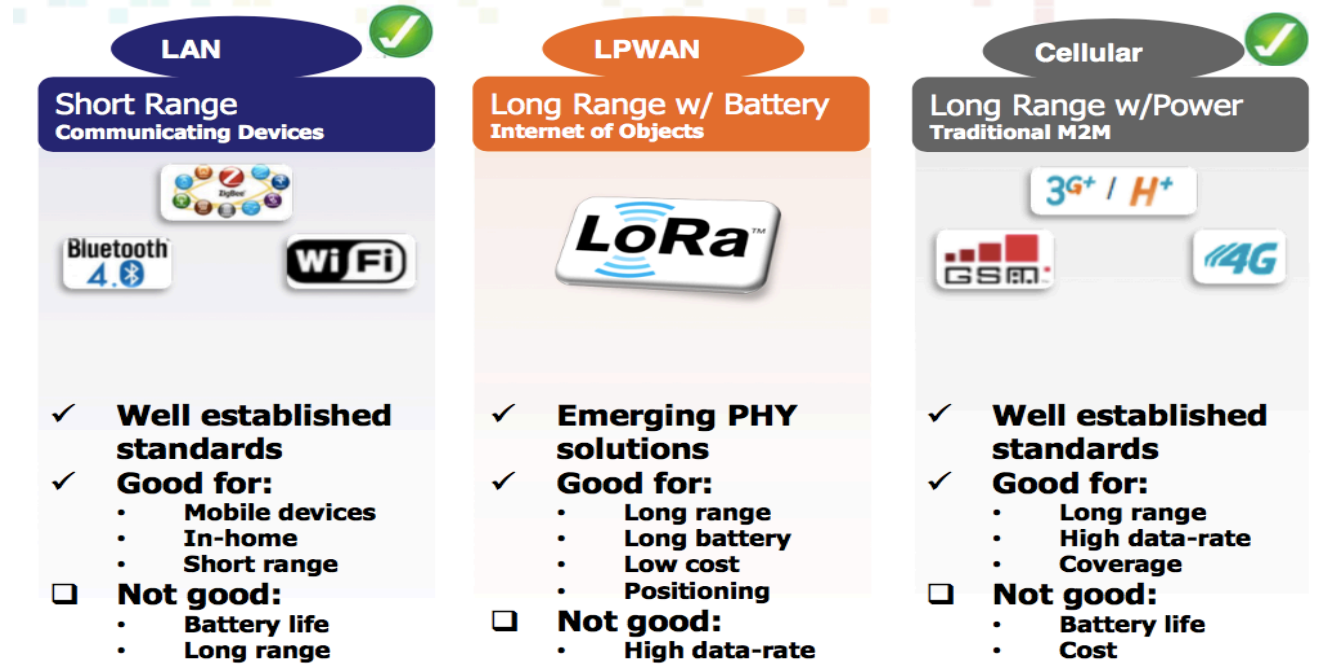 LAN
Short Range
Communicating Devices
ZigBee
Bluetooth
4.0
Wi Fi
✓ Well established
standards
✓ Good for:
• Mobile devices
• In-home
• Short range
❑ Not good:
• Battery life
• Long range
LPWAN
Long Range w/ Battery
Internet of Objects
LoRa™
✓ Emerging PHY
solutions
✓ Good for:
• Long range
• Long battery
• Low cost
• Positioning
❑ Not good:
• High data-rate
Cellular
Long Range w/Power
Traditional M2M
3G+ / H+
GSM
4G
✓ Well established
standards
✓ Good for:
• Long range
• High data-rate
• Coverage
❑ Not good:
• Battery life
• Cost